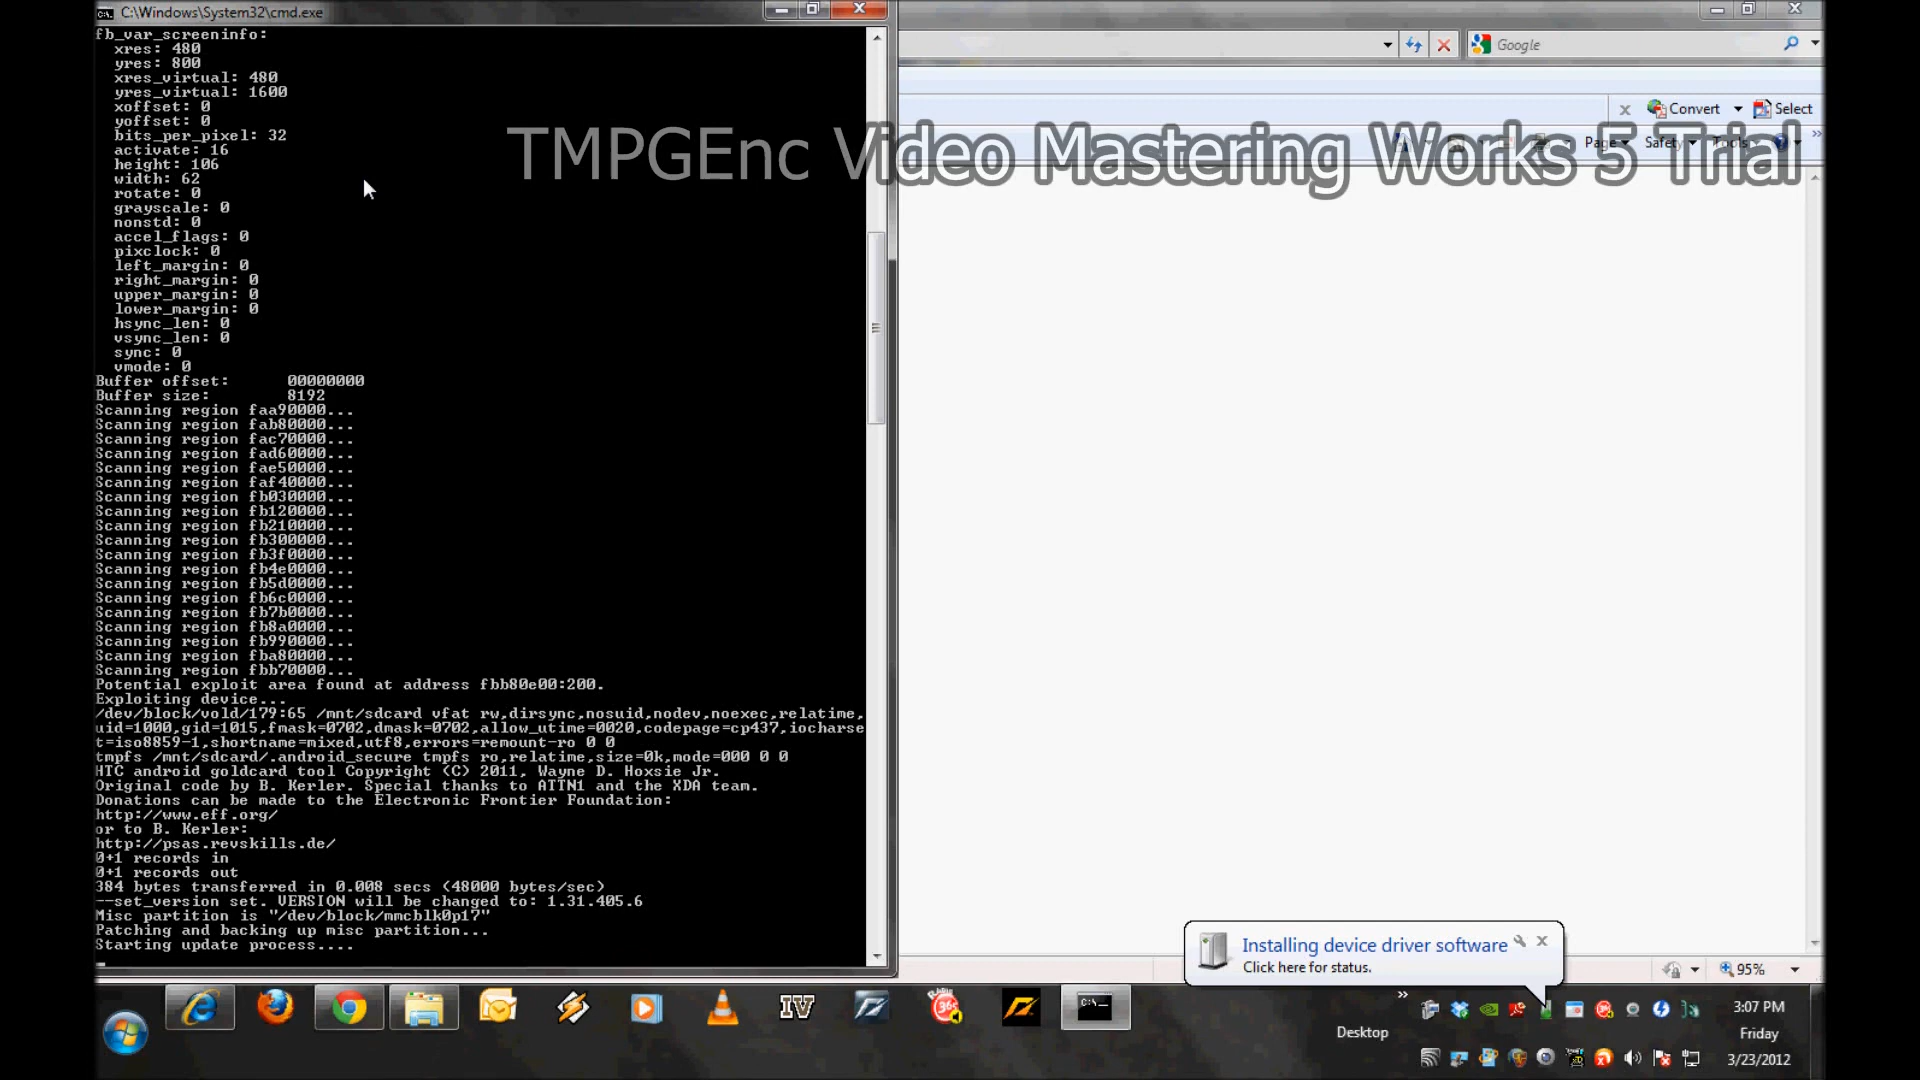 C:\Windows\System32\cmd.exe
fb_var_screeninfo:
xres: 480
yres: 800
xres_virtual: 480
yres_virtual: 1600
xoffset: 0
yoffset: 0
bits_per_pixel: 32
activate: 16
height: 106
width: 62
rotate: 0
grayscale: 0
nonstd: 0
accel_flags: 0
pixclock: 0
left_margin: 0
right_margin: 0
upper_margin: 0
lower_margin: 0
hsync_len: 0
vsync_len: 0
sync: 0
vmode: 0
Buffer offset: 00000000
Buffer size: 8192
Scanning region faa90000...
Scanning region fab80000...
Scanning region fac70000...
Scanning region fad60000...
Scanning region fae50000...
Scanning region faf40000...
Scanning region fb030000...
Scanning region fb120000...
Scanning region fb210000...
Scanning region fb300000...
Scanning region fb3f0000...
Scanning region fb4e0000...
Scanning region fb5d0000...
Scanning region fb6c0000...
Scanning region fb7b0000...
Scanning region fb8a0000...
Scanning region fb990000...
Scanning region fba80000...
Scanning region fbb70000...
Potential exploit area found at address fbb80e00:200.
Exploiting device...
/dev/block/vold/179:65 /mnt/sdcard vfat rw,dirsync,nosuid,nodev,noexec,relatime,
uid=1000,gid=1015,fmask=0702,dmask=0702,allow_utime=0020,codepage=cp437,iocharse
t=iso8859-1,shortname=mixed,utf8,errors=remount-ro 0 0
tmpfs /mnt/sdcard/.android_secure tmpfs ro,relatime,size=0k,mode=000 0 0
HTC android goldcard tool Copyright (C) 2011, Wayne D. Hoxsie Jr.
Original code by B. Kerler. Special thanks to ATTN1 and the XDA team.
Donations can be made to the Electronic Frontier Foundation:
http://www.eff.org/
or to B. Kerler:
http://psas.revskills.de/
0+1 records in
0+1 records out
384 bytes transferred in 0.008 secs (48000 bytes/sec)
--set_version set. VERSION will be changed to: 1.31.405.6
Misc partition is "/dev/block/mmcblk0p17"
Patching and backing up misc partition...
Starting update process....
Google
Convert Select
Page Safety Tools
TMPGEnc Video Mastering Works 5 Trial
Installing device driver software
Click here for status.
95%
IV
Desktop
3:07 PM
Friday
3/23/2012